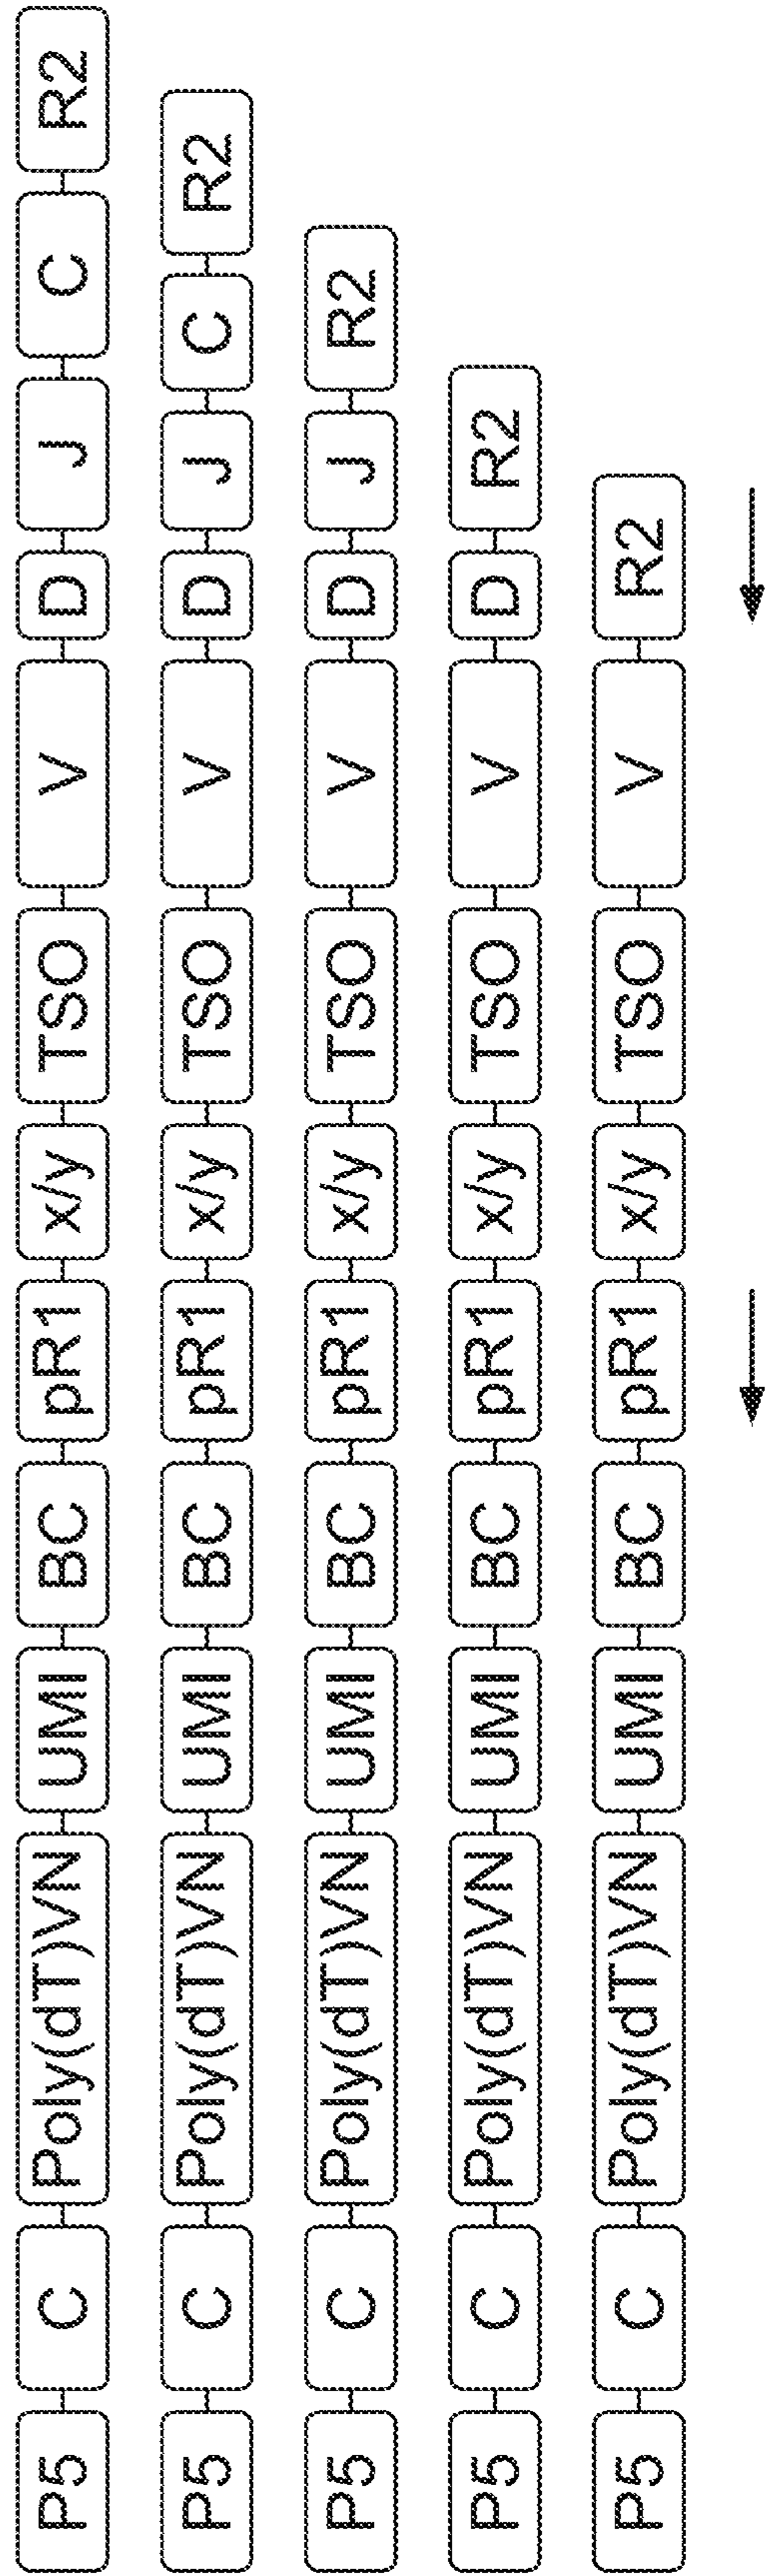 P5 C Poly(dT)VN UMI BC pR1 x/y TSO V D J C R2
P5 C Poly(dT)VN UMI BC pR1 x/y TSO V D J C R2
P5 C Poly(dT)VN UMI BC pR1 x/y TSO V D J R2
P5 C Poly(dT)VN UMI BC pR1 x/y TSO V D R2
P5 C Poly(dT)VN UMI BC pR1 x/y TSO V R2